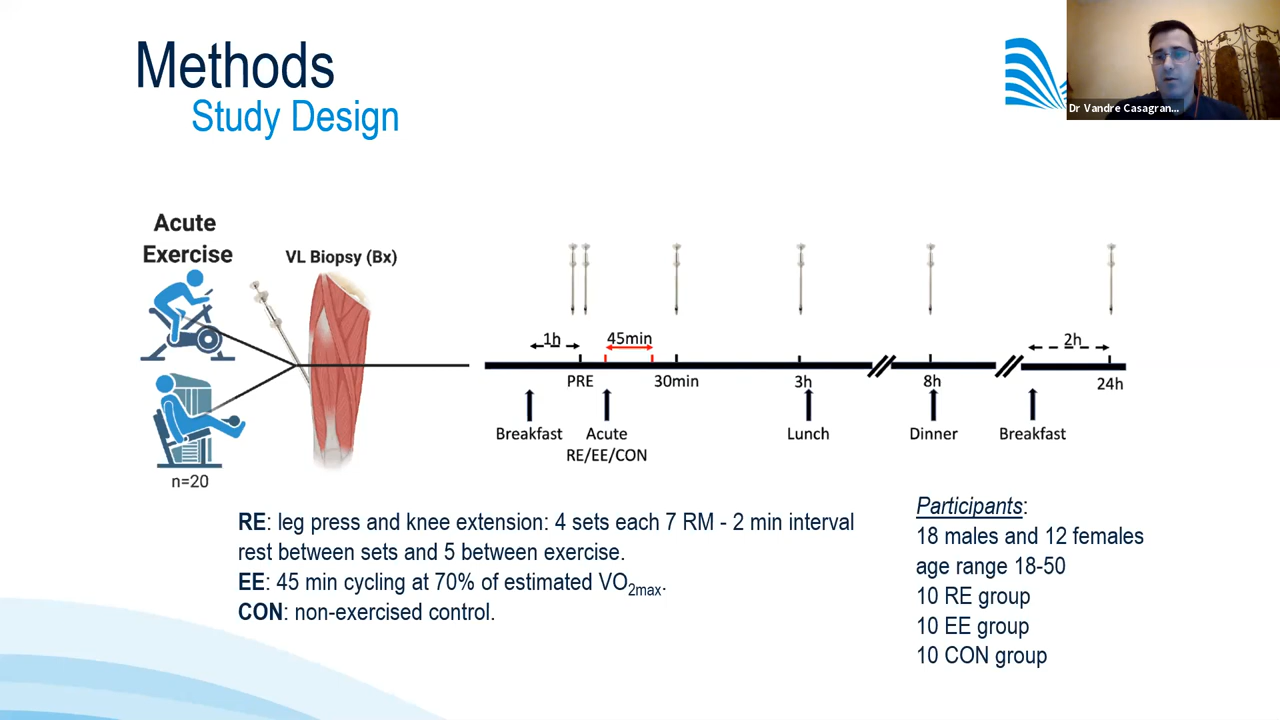 Methods
Study Design
Dr Vandre Casagran...
Acute
Exercise
VL Biopsy (Bx)
n=20
1h
45min
2h
PRE
30min
3h
8h
24h
Breakfast
Acute
RE/EE/CON
Lunch
Dinner
Breakfast
RE: leg press and knee extension: 4 sets each 7 RM - 2 min interval
rest between sets and 5 between exercise.
EE: 45 min cycling at 70% of estimated VO2max.
CON: non-exercised control.
Participants:
18 males and 12 females
age range 18-50
10 RE group
10 EE group
10 CON group